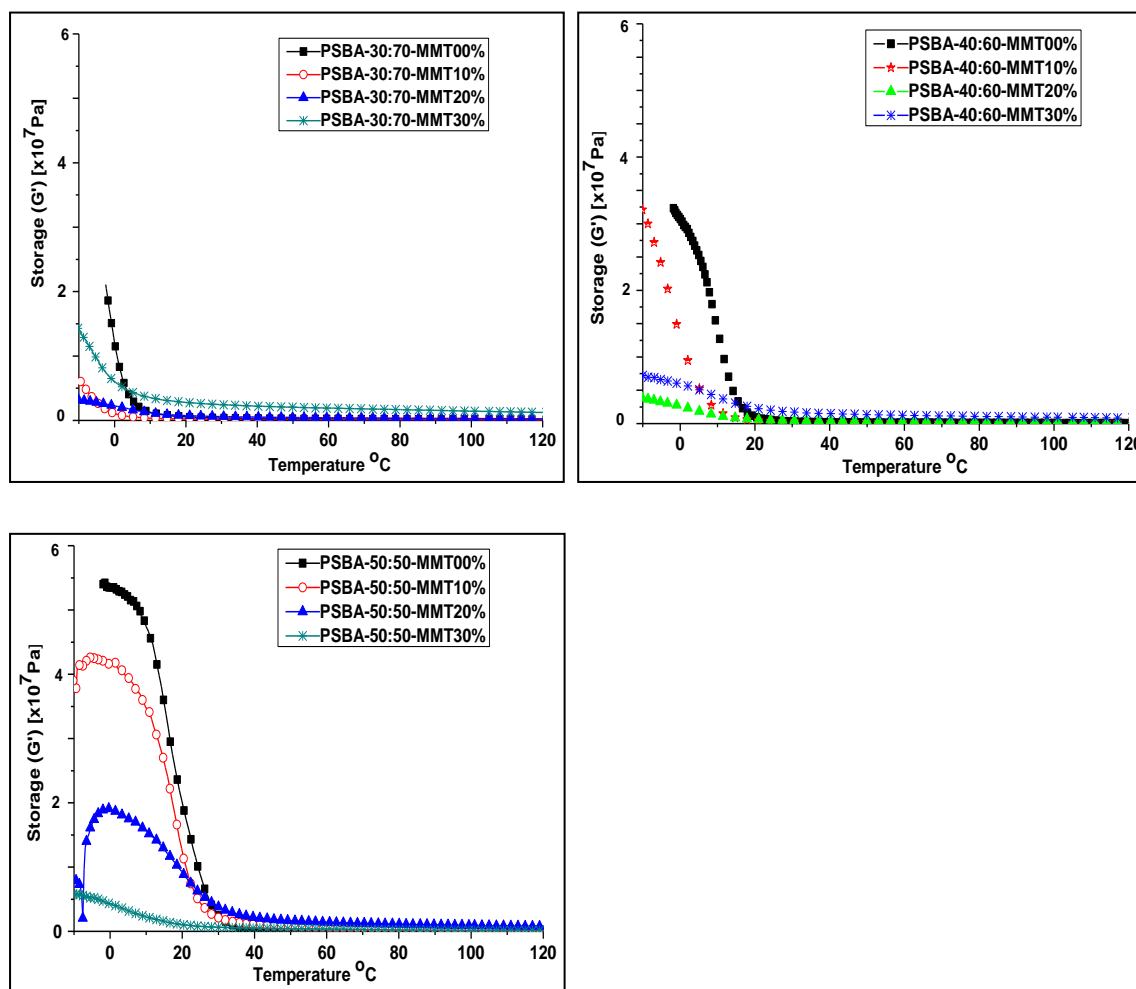 6
4
2
0
Storage (G') [x10⁷Pa]
PSBA-30:70-MMT00%
PSBA-30:70-MMT10%
PSBA-30:70-MMT20%
PSBA-30:70-MMT30%
0 20 40 60 80 100 120
Temperature ᴼC
6
4
2
0
Storage (G') [x10⁷Pa]
PSBA-40:60-MMT00%
PSBA-40:60-MMT10%
PSBA-40:60-MMT20%
PSBA-40:60-MMT30%
0 20 40 60 80 100 120
Temperature ᴼC
6
4
2
0
Storage (G') [x10⁷Pa]
PSBA-50:50-MMT00%
PSBA-50:50-MMT10%
PSBA-50:50-MMT20%
PSBA-50:50-MMT30%
0 20 40 60 80 100 120
Temperature ᴼC